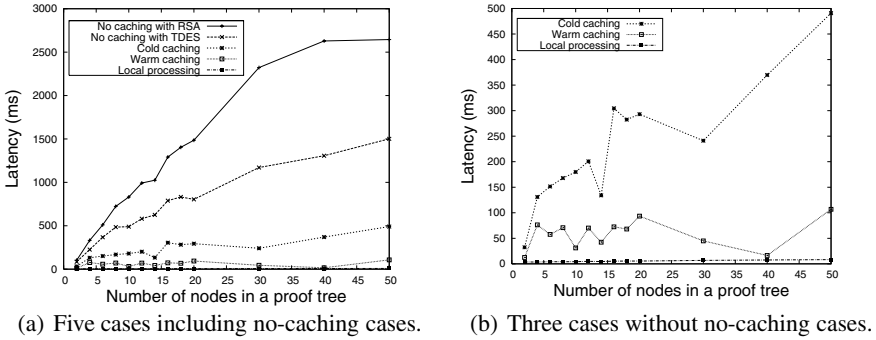 3000
2500
2000
1500
1000
500
0
Latency (ms)
No caching with RSA
No caching with TDES
Cold caching
Warm caching
Local processing
0 5 10 15 20 25 30 35 40 45 50
Number of nodes in a proof tree
(a) Five cases including no-caching cases.
500
450
400
350
300
250
200
150
100
50
0
Latency (ms)
Cold caching
Warm caching
Local processing
0 5 10 15 20 25 30 35 40 45 50
Number of nodes in a proof tree
(b) Three cases without no-caching cases.